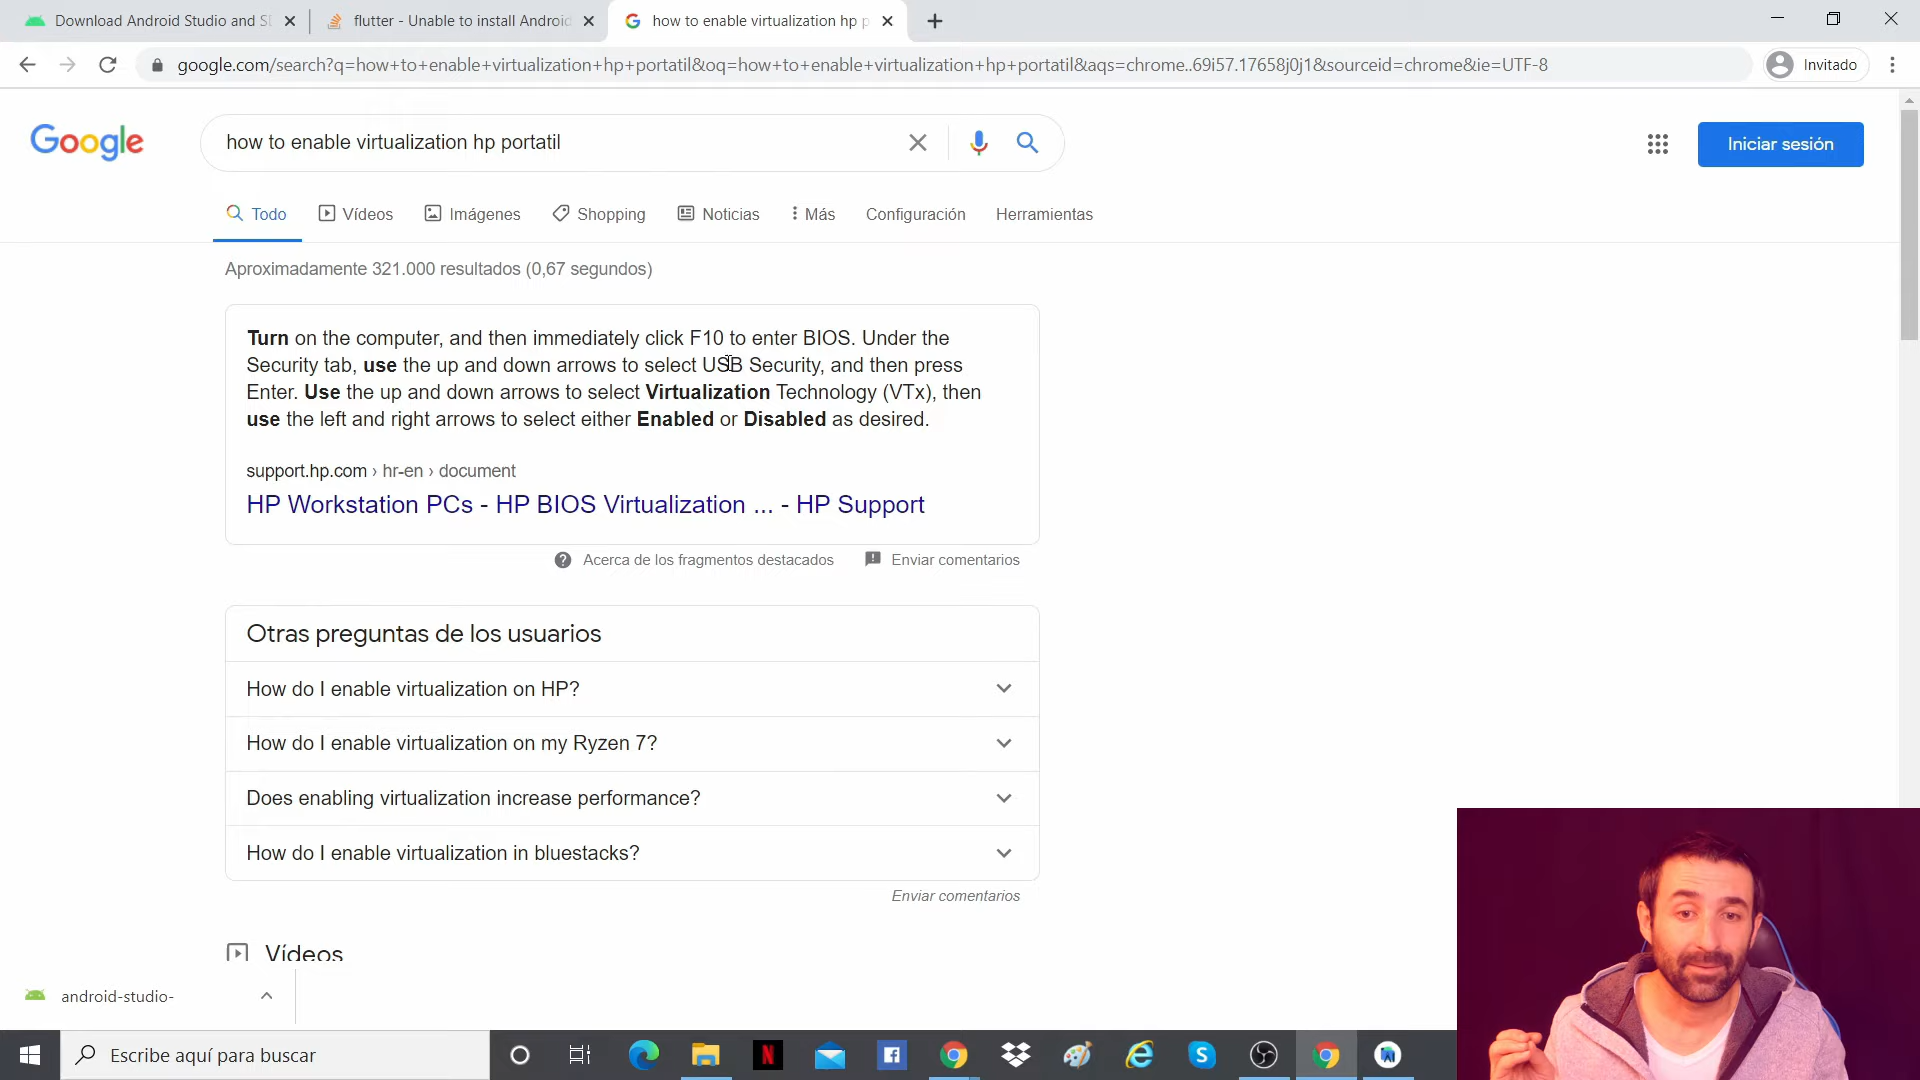 Download Android Studio and S
flutter - Unable to install Android
how to enable virtualization hp p
google.com/search?q=how+to+enable+virtualization+hp+portatil&oq=how+to+enable+virtualization+hp+portatil&aqs=chrome..69i57.17658j0j1&sourceid=chrome&ie=UTF-8
Invitado
Google
how to enable virtualization hp portatil
Iniciar sesión
Todo
Vídeos
Imágenes
Shopping
Noticias
Más
Configuración
Herramientas
Aproximadamente 321.000 resultados (0,67 segundos)
Turn on the computer, and then immediately click F10 to enter BIOS. Under the
Security tab, use the up and down arrows to select USB Security, and then press
Enter. Use the up and down arrows to select Virtualization Technology (VTx), then
use the left and right arrows to select either Enabled or Disabled as desired.
support.hp.com › hr-en › document
HP Workstation PCs - HP BIOS Virtualization ... - HP Support
Acerca de los fragmentos destacados
Enviar comentarios
Otras preguntas de los usuarios
How do I enable virtualization on HP?
How do I enable virtualization on my Ryzen 7?
Does enabling virtualization increase performance?
How do I enable virtualization in bluestacks?
Enviar comentarios
Vídeos
android-studio-
Escribe aquí para buscar